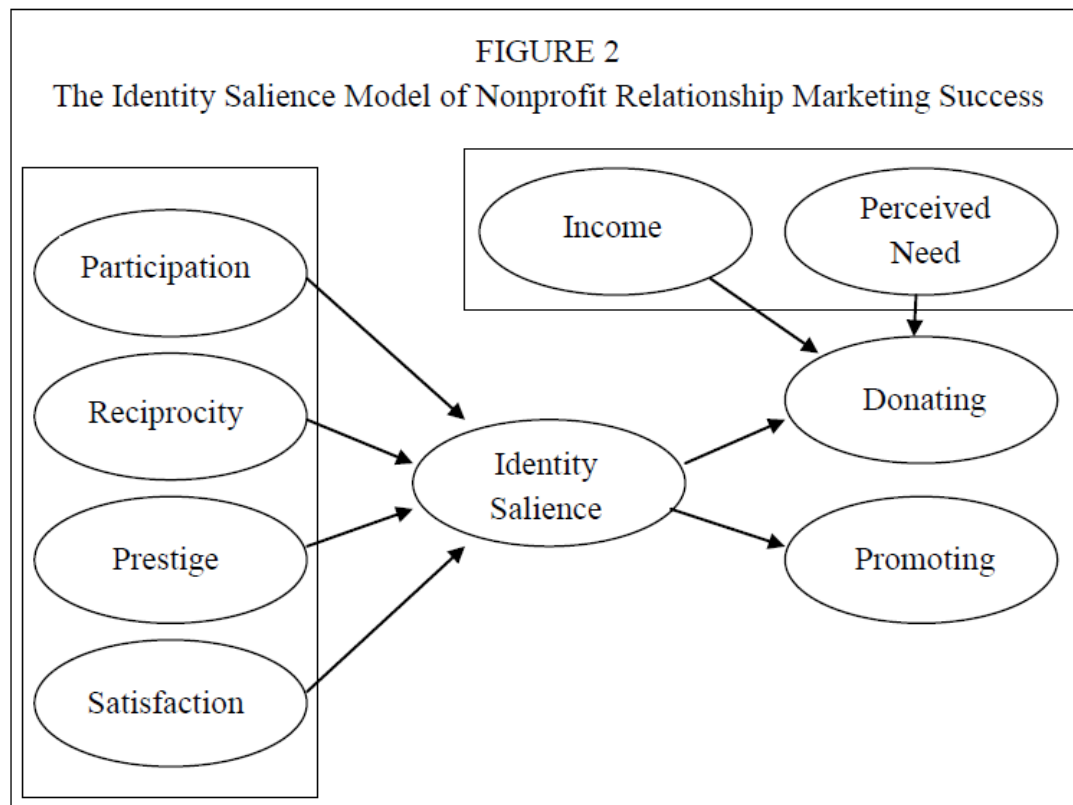 FIGURE 2
The Identity Salience Model of Nonprofit Relationship Marketing Success
Income
Perceived
Need
Participation
Reciprocity
Donating
Identity
Salience
Prestige
Promoting
Satisfaction